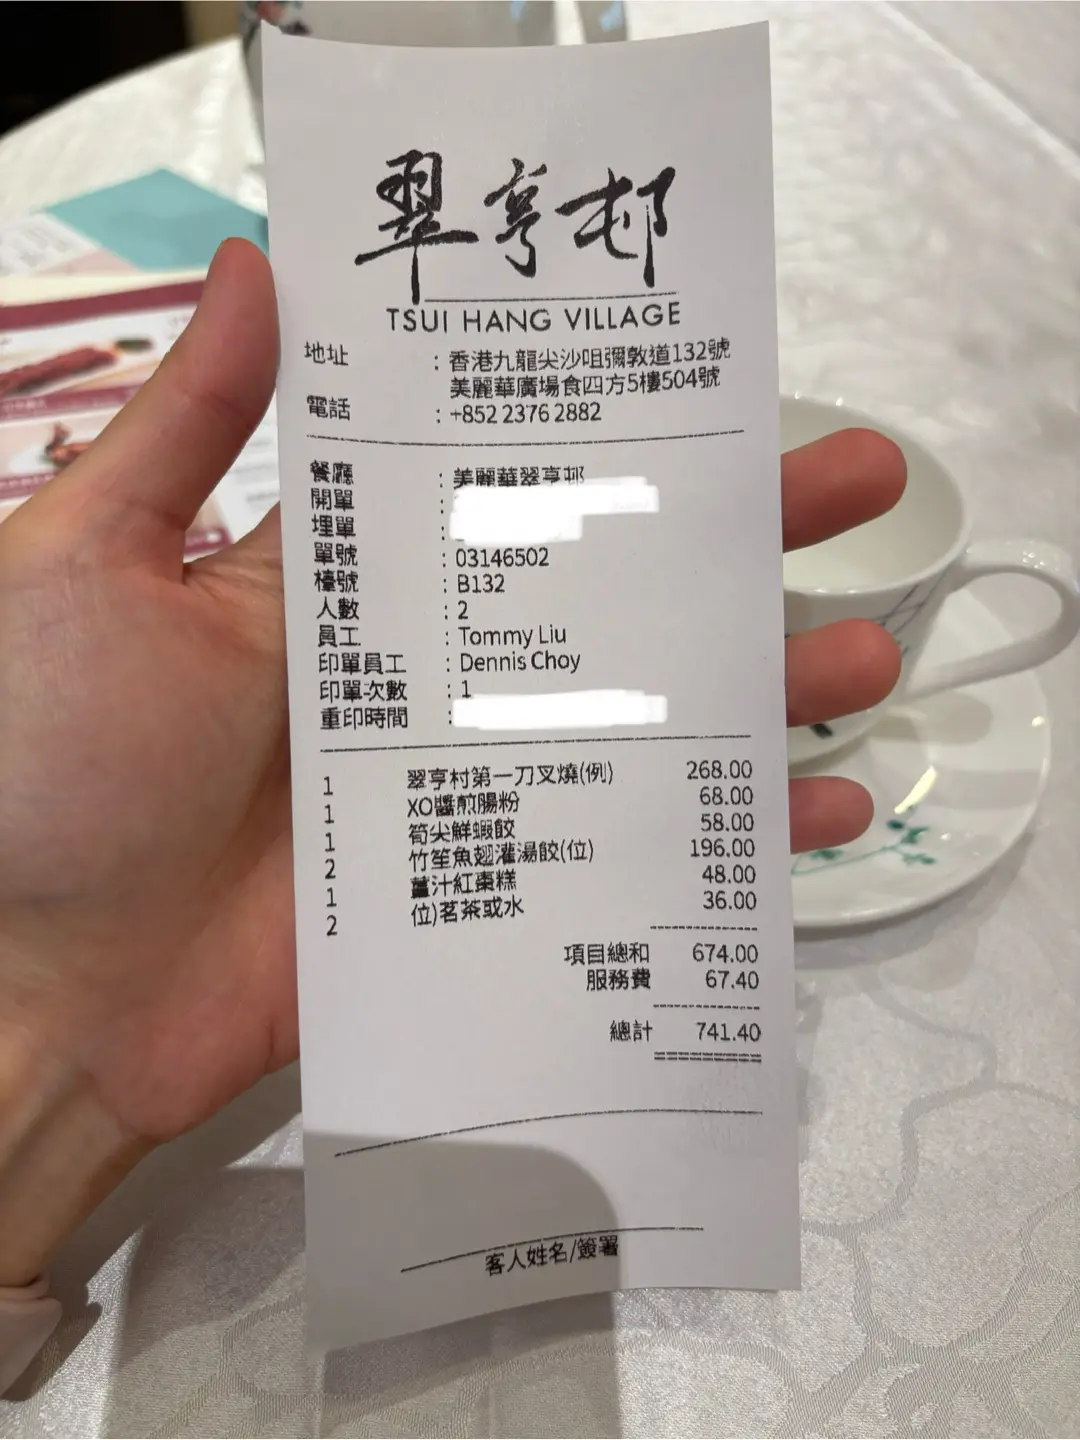 翠亨邨
TSUI HANG VILLAGE
地址 : 香港九龍尖沙咀彌敦道132號
美麗華廣場食四方5樓504號
電話 : +852 2376 2882
餐廳 : 美麗華翠亨邨
開單 :
埋單 :
單號 : 03146502
檯號 : B132
人數 : 2
員工 : Tommy Liu
印單員工 : Dennis Choy
印單次數 : 1
重印時間 :
1 翠亨村第一刀叉燒(例) 268.00
1 XO醬煎腸粉 68.00
1 筍尖鮮蝦餃 58.00
2 竹笙魚翅灌湯餃(位) 196.00
1 薑汁紅棗糕 48.00
2 位)茗茶或水 36.00
項目總和 674.00
服務費 67.40
總計 741.40
客人姓名/簽署